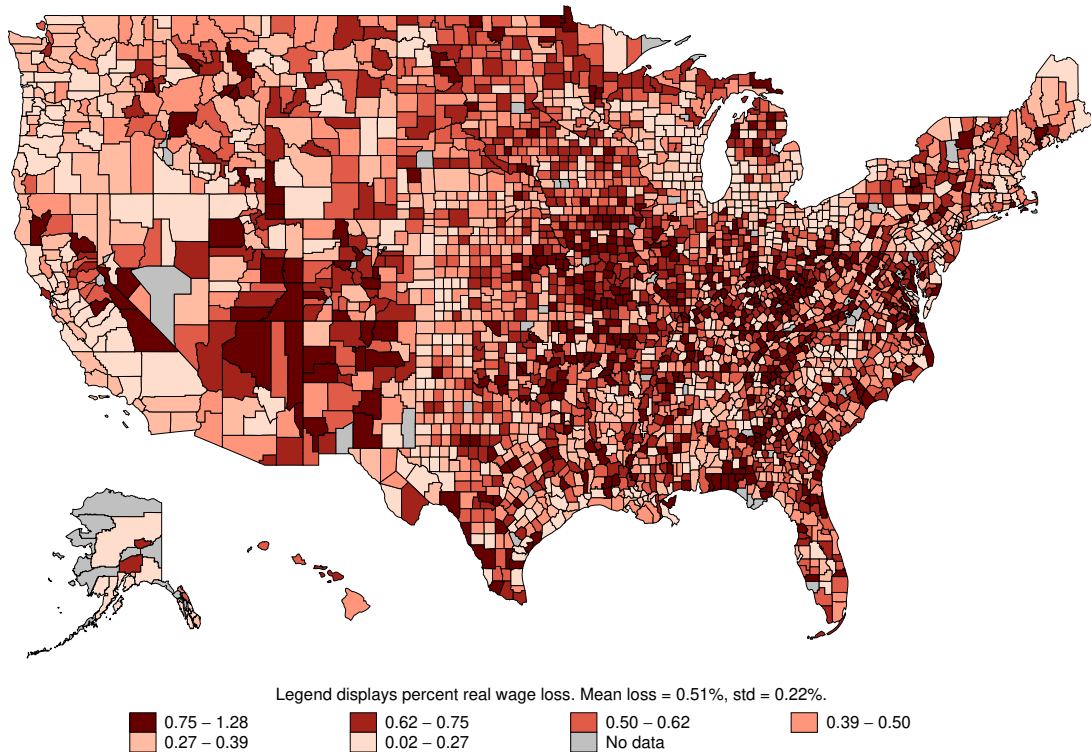 Legend displays percent real wage loss. Mean loss = 0.51%, std = 0.22%.
0.75 – 1.28 0.62 – 0.75 0.50 – 0.62 0.39 – 0.50
0.27 – 0.39 0.02 – 0.27 No data